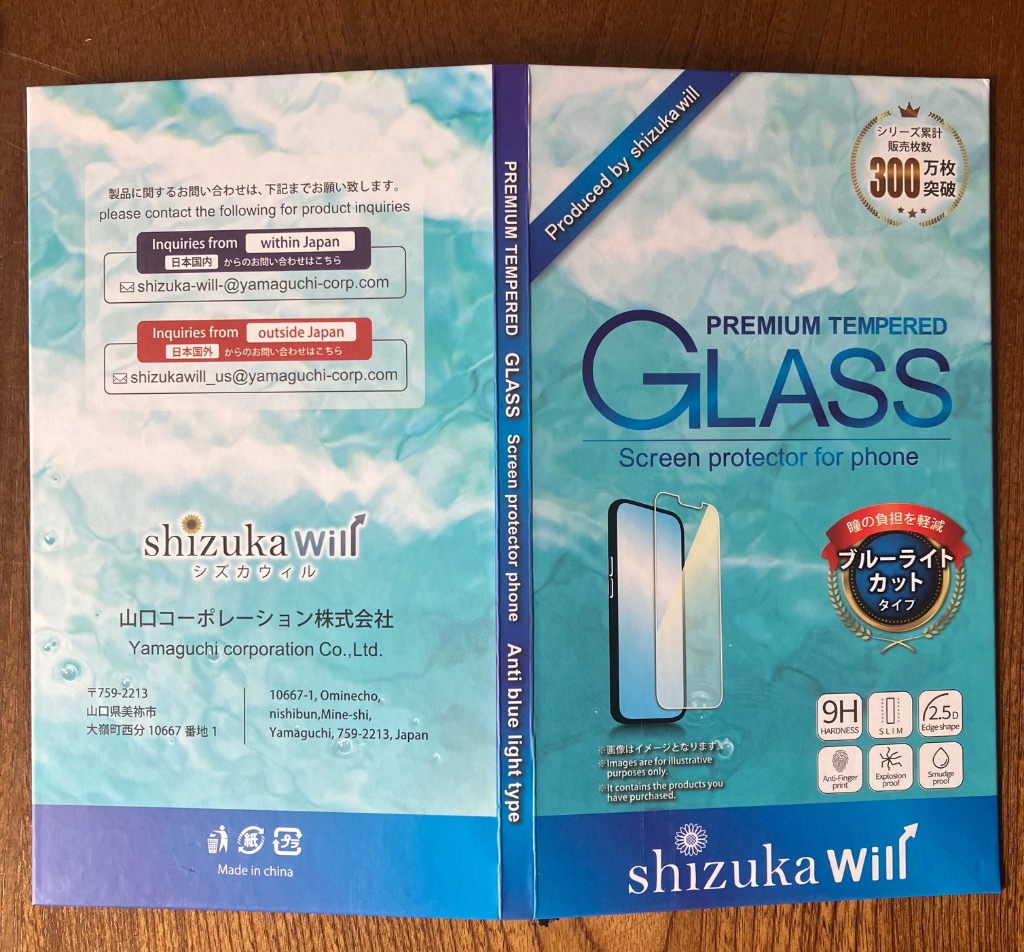 製品に関するお問い合わせは、下記までお願い致します。
please contact the following for product inquiries
Inquiries from within Japan
日本国内 からのお問い合わせはこちら
shizuka-will-@yamaguchi-corp.com
Inquiries from outside Japan
日本国外 からのお問い合わせはこちら
shizukawill_us@yamaguchi-corp.com
shizuka will
シズカウィル
山口コーポレーション株式会社
Yamaguchi corporation Co.,Ltd.
〒759-2213
山口県美祢市
大嶺町西分 10667 番地 1
10667-1, Ominecho,
nishibun,Mine-shi,
Yamaguchi, 759-2213, Japan
紙
プラ
Made in china
PREMIUM TEMPERED GLASS Screen protector phone Anti blue light type
Produced by shizukawill
シリーズ累計
販売枚数
300万枚
突破
PREMIUM TEMPERED
GLASS
Screen protector for phone
瞳の負担を軽減
ブルーライト
カット
タイプ
9H
HARDNESS
SLIM
2.5D
Edge shape
Anti-Finger
print
Explosion
proof
Smudge
proof
※画像はイメージとなります。
※Images are for illustrative
purposes only.
※It contains the products you
have purchased.
shizuka will